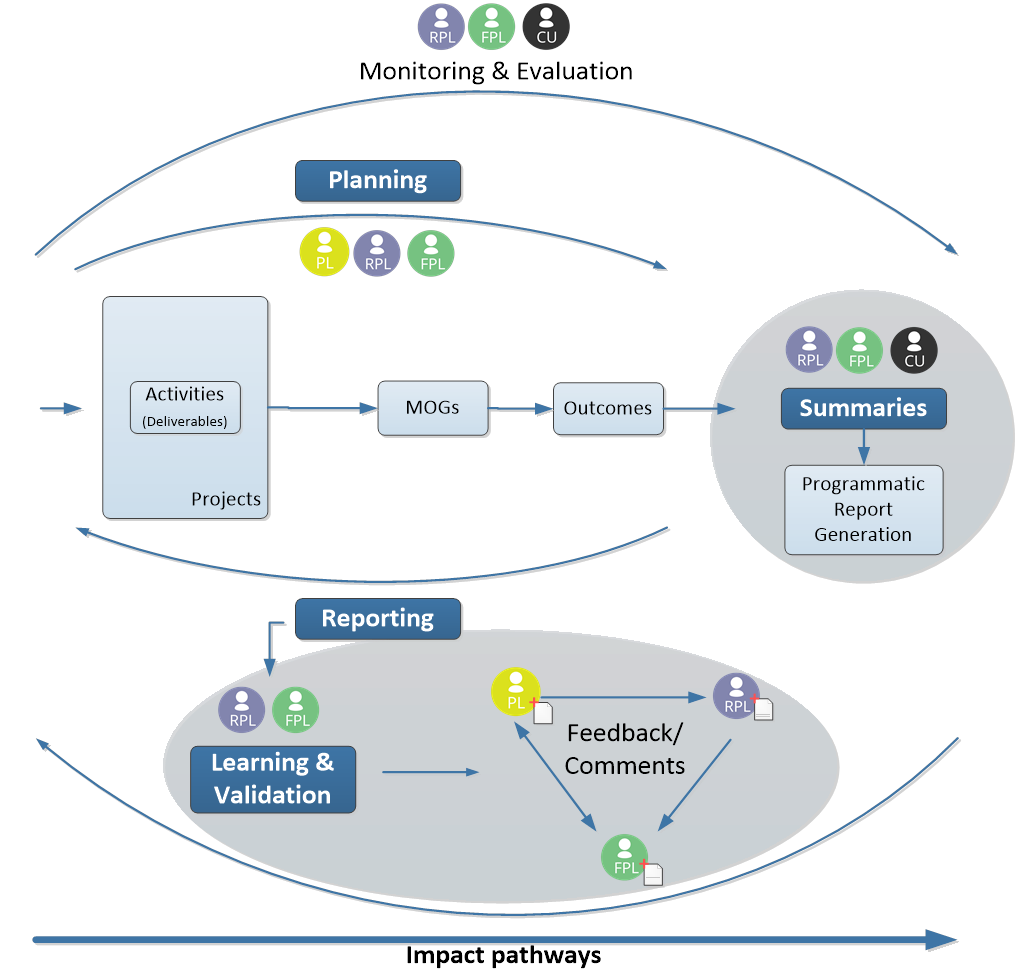 RPL
FPL
CU
Monitoring & Evaluation
Planning
PL
RPL
FPL
Activities
(Deliverables)
Projects
MOGs
Outcomes
RPL
FPL
CU
Summaries
Programmatic
Report
Generation
Reporting
RPL
FPL
Learning &
Validation
PL
RPL
Feedback/
Comments
FPL
Impact pathways